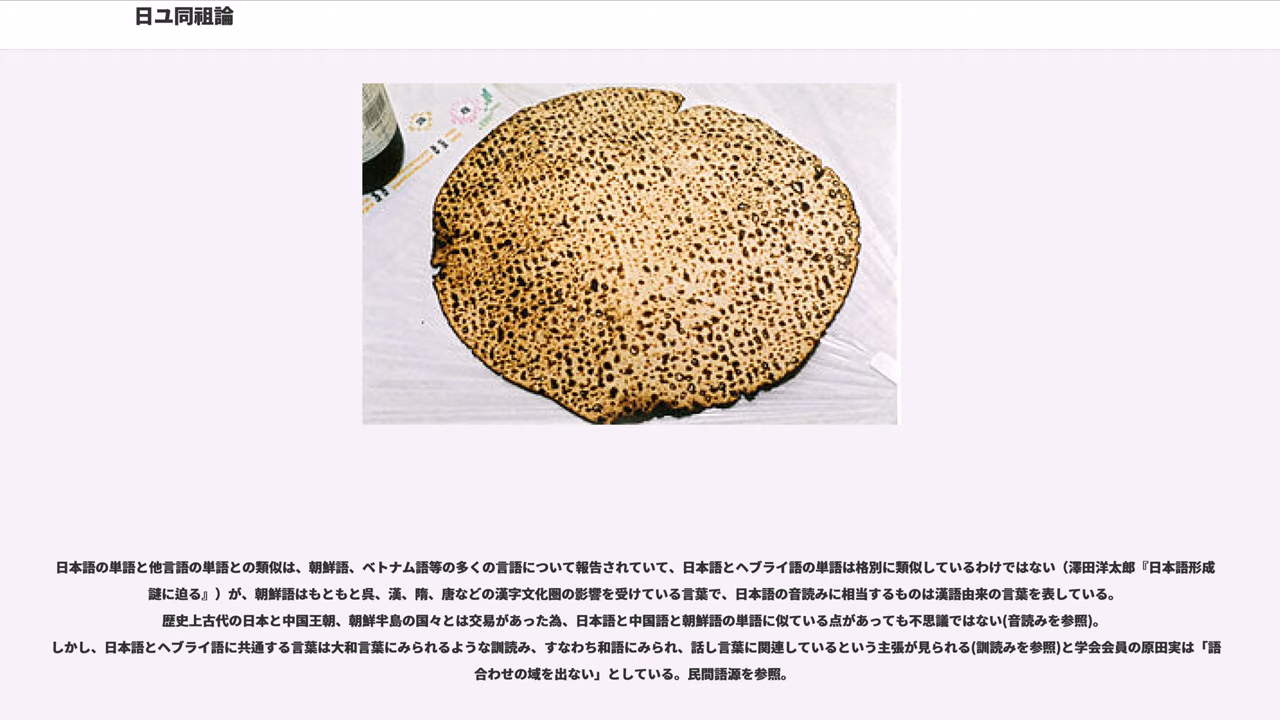 日ユ同祖論
日本語の単語と他言語の単語との類似は、朝鮮語、ベトナム語等の多くの言語について報告されていて、日本語とヘブライ語の単語は格別に類似しているわけではない（澤田洋太郎『日本語形成
謎に迫る』）が、朝鮮語はもともと呉、漢、隋、唐などの漢字文化圏の影響を受けている言葉で、日本語の音読みに相当するものは漢語由来の言葉を表している。
歴史上古代の日本と中国王朝、朝鮮半島の国々とは交易があった為、日本語と中国語と朝鮮語の単語に似ている点があっても不思議ではない(音読みを参照)。
しかし、日本語とヘブライ語に共通する言葉は大和言葉にみられるような訓読み、すなわち和語にみられ、話し言葉に関連しているという主張が見られる(訓読みを参照)と学会会員の原田実は「語
合わせの域を出ない」としている。民間語源を参照。